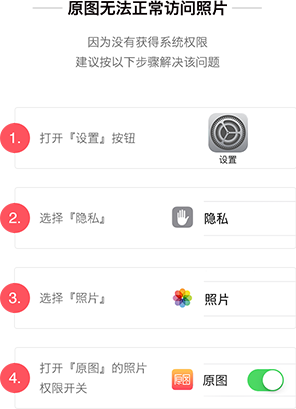 原图无法正常访问照片
因为没有获得系统权限
建议按以下步骤解决该问题
1.
打开『设置』按钮
设置
2.
选择『隐私』
隐私
3.
选择『照片』
照片
4.
打开『原图』的照片
权限开关
原图
原图